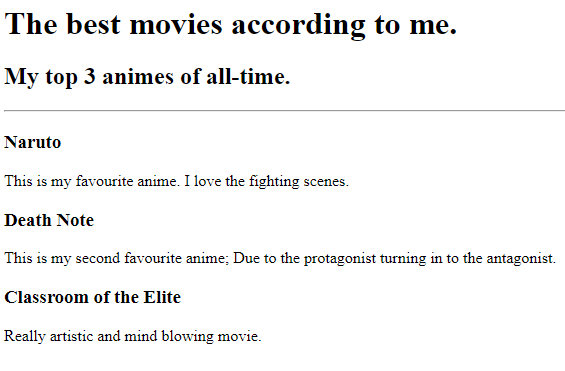 The best movies according to me.
My top 3 animes of all-time.
Naruto
This is my favourite anime. I love the fighting scenes.
Death Note
This is my second favourite anime; Due to the protagonist turning in to the antagonist.
Classroom of the Elite
Really artistic and mind blowing movie.